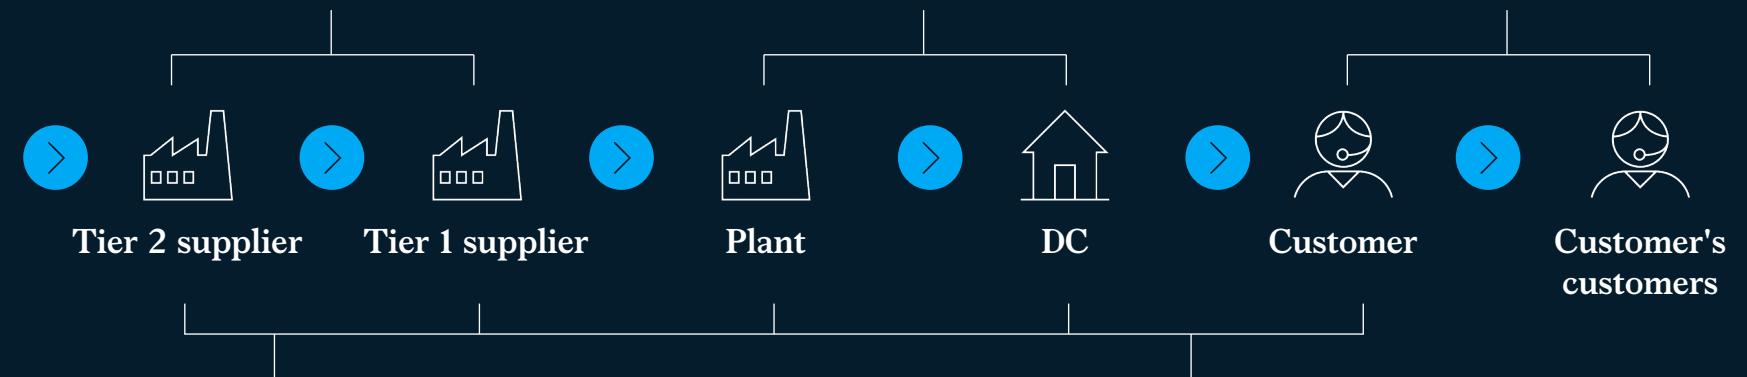 Tier 2 supplier
Tier 1 supplier
Plant
DC
Customer
Customer's
customers